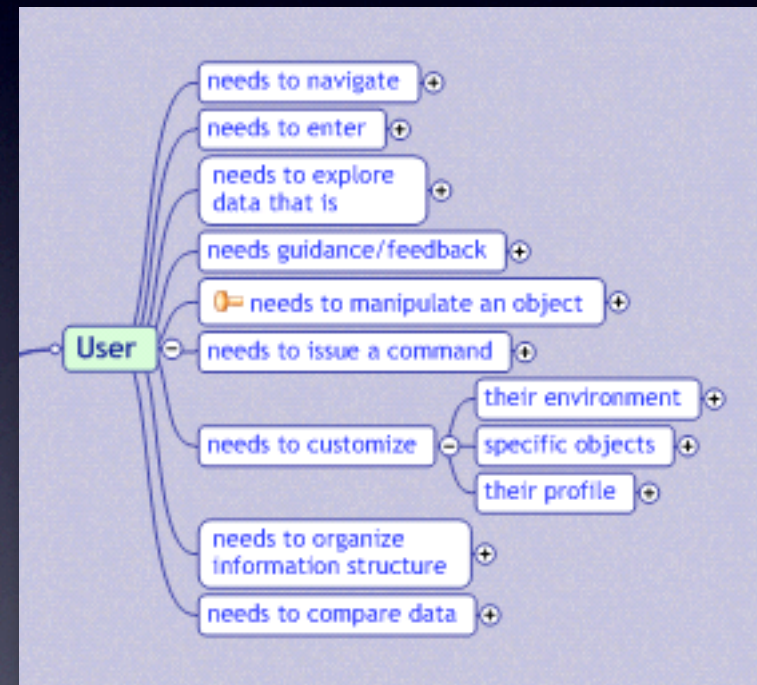 needs to navigate
needs to enter
needs to explore
data that is
needs guidance/feedback
needs to manipulate an object
User
needs to issue a command
their environment
needs to customize
specific objects
their profile
needs to organize
information structure
needs to compare data